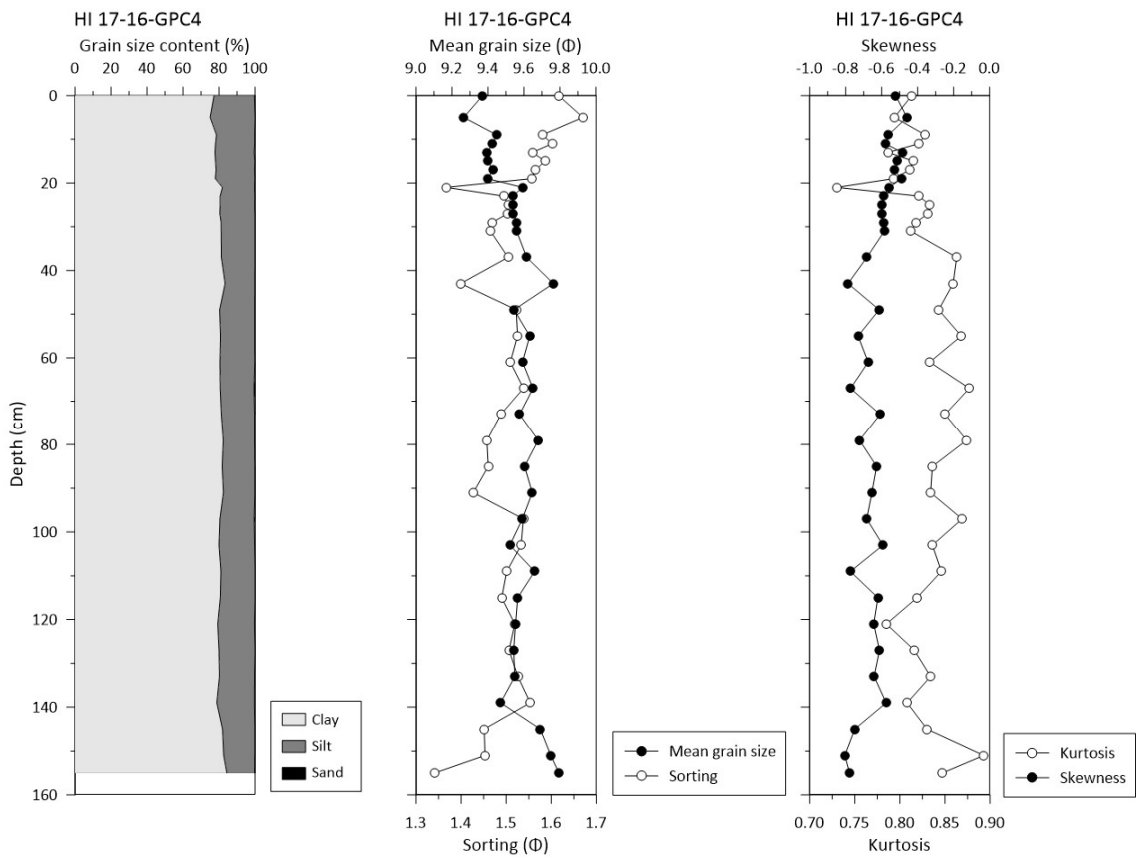 HI 17-16-GPC4
Grain size content (%)
0 20 40 60 80 100
HI 17-16-GPC4
Mean grain size (Φ)
9.0 9.2 9.4 9.6 9.8 10.0
HI 17-16-GPC4
Skewness
-1.0 -0.8 -0.6 -0.4 -0.2 0.0
Depth (cm)
0
20
40
60
80
100
120
140
160
Clay
Silt
Sand
Mean grain size
Sorting
Kurtosis
Skewness
1.3 1.4 1.5 1.6 1.7
Sorting (Φ)
0.70 0.75 0.80 0.85 0.90
Kurtosis